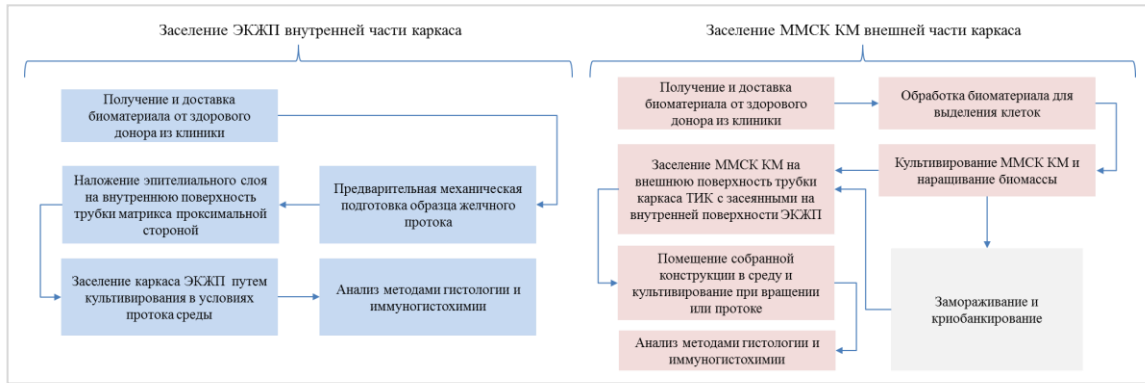 Заселение ЭКЖП внутренней части каркаса
Получение и доставка
биоматериала от здорового
донора из клиники
Наложение эпителиального слоя
на внутреннюю поверхность
трубки матрикса проксимальной
стороной
Предварительная механическая
подготовка образца желчного
протока
Заселение каркаса ЭКЖП путем
культивирования в условиях
протока среды
Анализ методами гистологии и
иммуногистохимии
Заселение ММСК КМ внешней части каркаса
Получение и доставка
биоматериала от здорового
донора из клиники
Обработка биоматериала для
выделения клеток
Заселение ММСК КМ на
внешнюю поверхность трубки
каркаса ТИК с засеянными на
внутренней поверхности ЭКЖП
Культивирование ММСК КМ и
наращивание биомассы
Помещение собранной
конструкции в среду и
культивирование при вращении
или протоке
Замораживание и
криобанкирование
Анализ методами гистологии и
иммуногистохимии